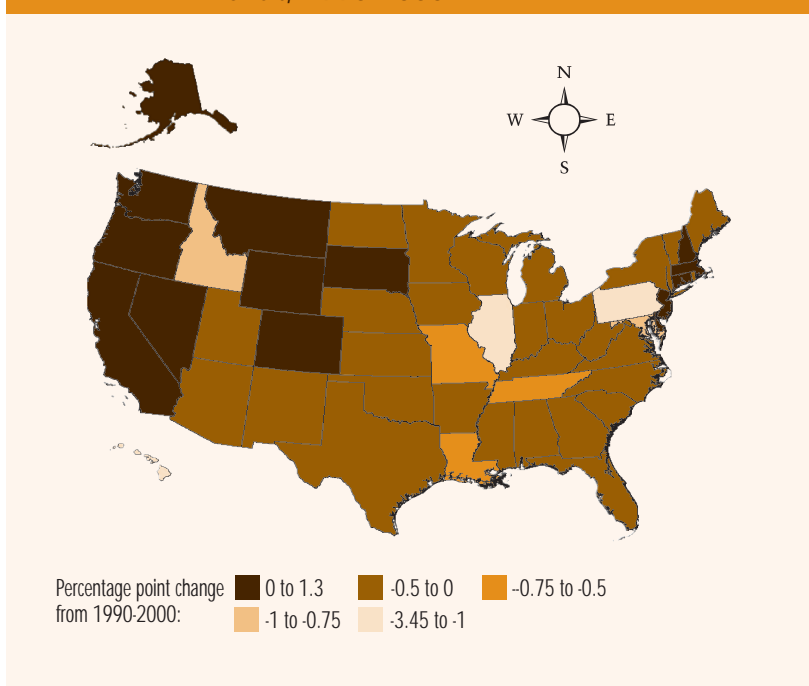 N
W E
S
Percentage point change
from 1990-2000:
0 to 1.3
-0.5 to 0
--0.75 to -0.5
-1 to -0.75
-3.45 to -1